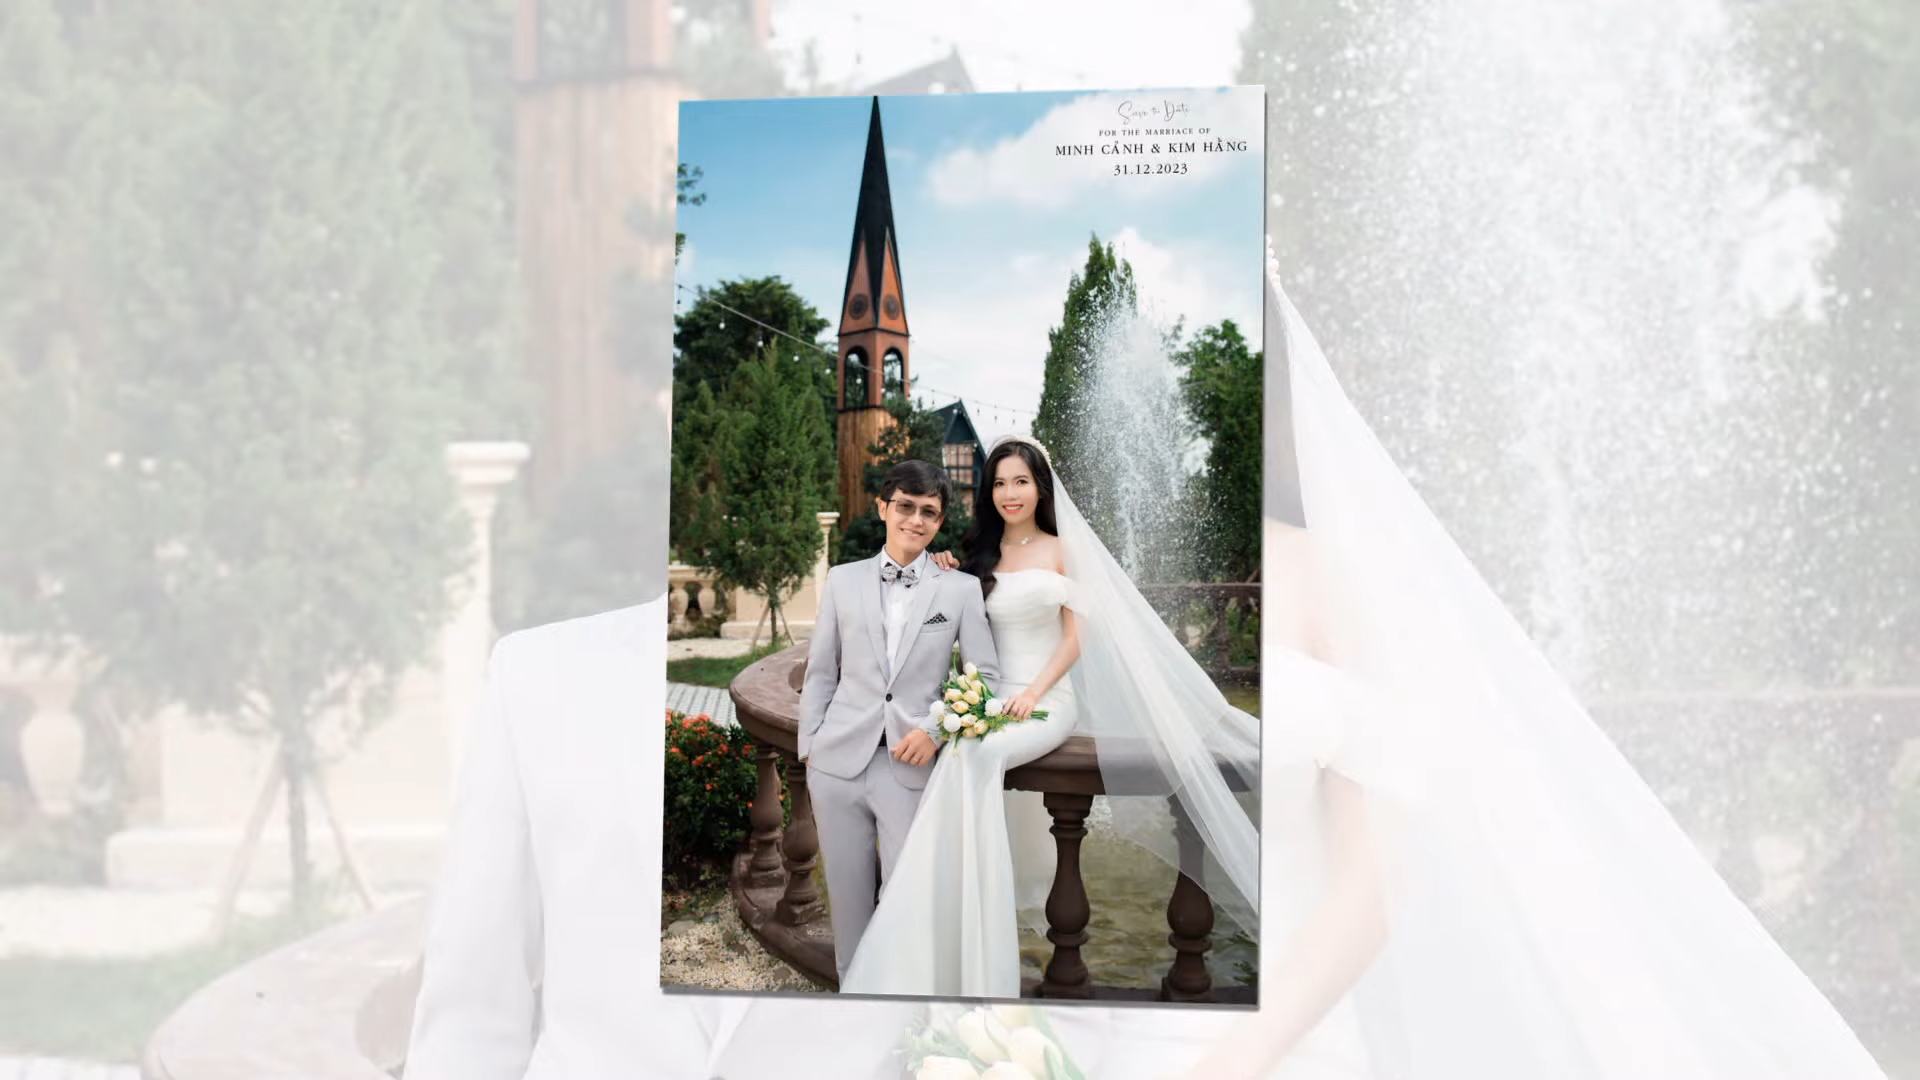 Save the Date
FOR THE MARRIAGE OF
MINH CẢNH & KIM HẰNG
31.12.2023